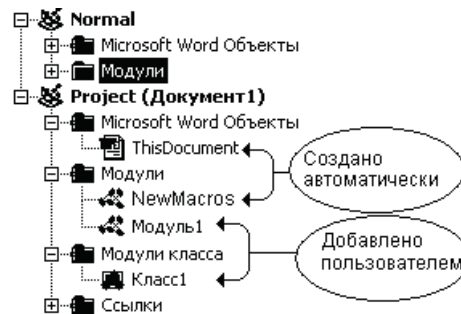 Normal
Microsoft Word Объекты
Модули
Project (Документ1)
Microsoft Word Объекты
ThisDocument
Создано
автоматически
Модули
NewMacros
Модуль1
Добавлено
пользователем
Модули класса
Класс1
Ссылки